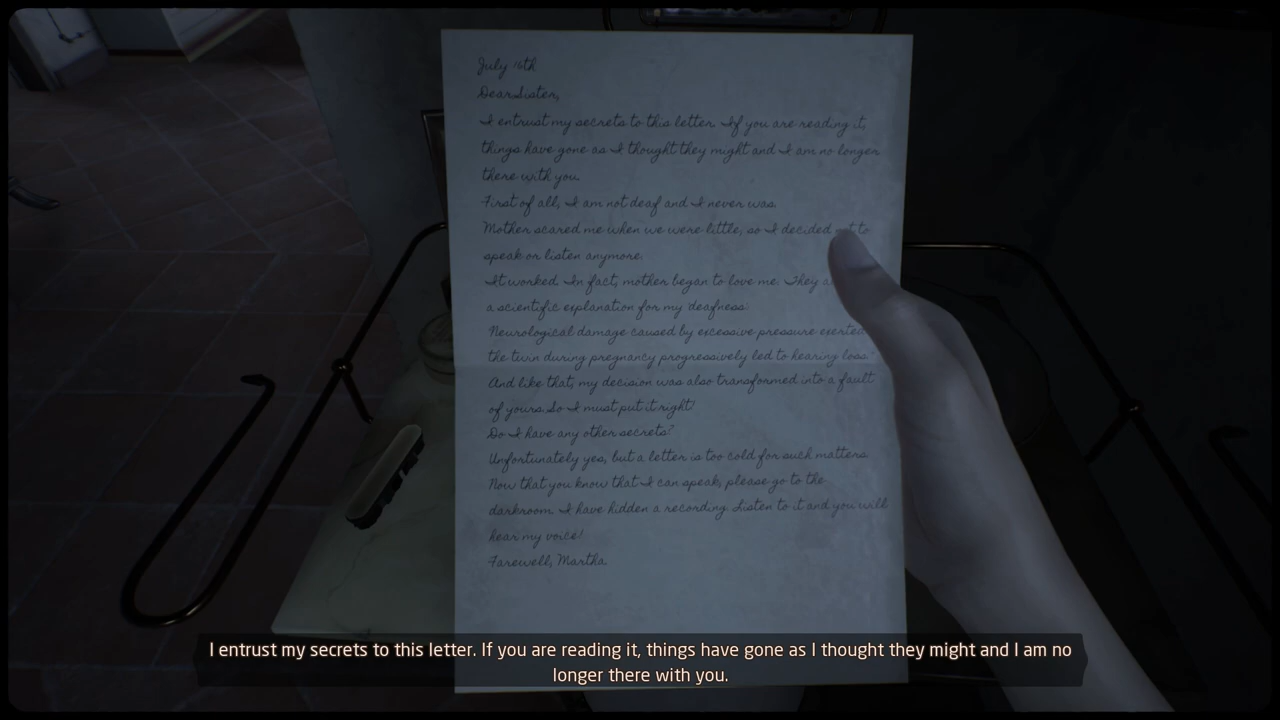 July 16th
Dear Sister,
I entrust my secrets to this letter. If you are reading it,
things have gone as I thought they might and I am no longer
there with you.
First of all, I am not deaf and I never was.
Mother scared me when we were little, so I decided to
speak or listen anymore.
It worked. In fact, mother began to love me. They
a scientific explanation for my 'deafness:
Neurological damage caused by excessive pressure exerted
the twin during pregnancy progressively led to hearing loss."
And like that, my decision was also transformed into a fault
of yours. So I must put it right!
Do I have any other secrets?
Unfortunately yes, but a letter is too cold for such matters.
Now that you know that I can speak, please go to the
darkroom. I have hidden a recording. Listen to it and you will
hear my voice!
Farewell, Martha.
I entrust my secrets to this letter. If you are reading it, things have gone as I thought they might and I am no
longer there with you.